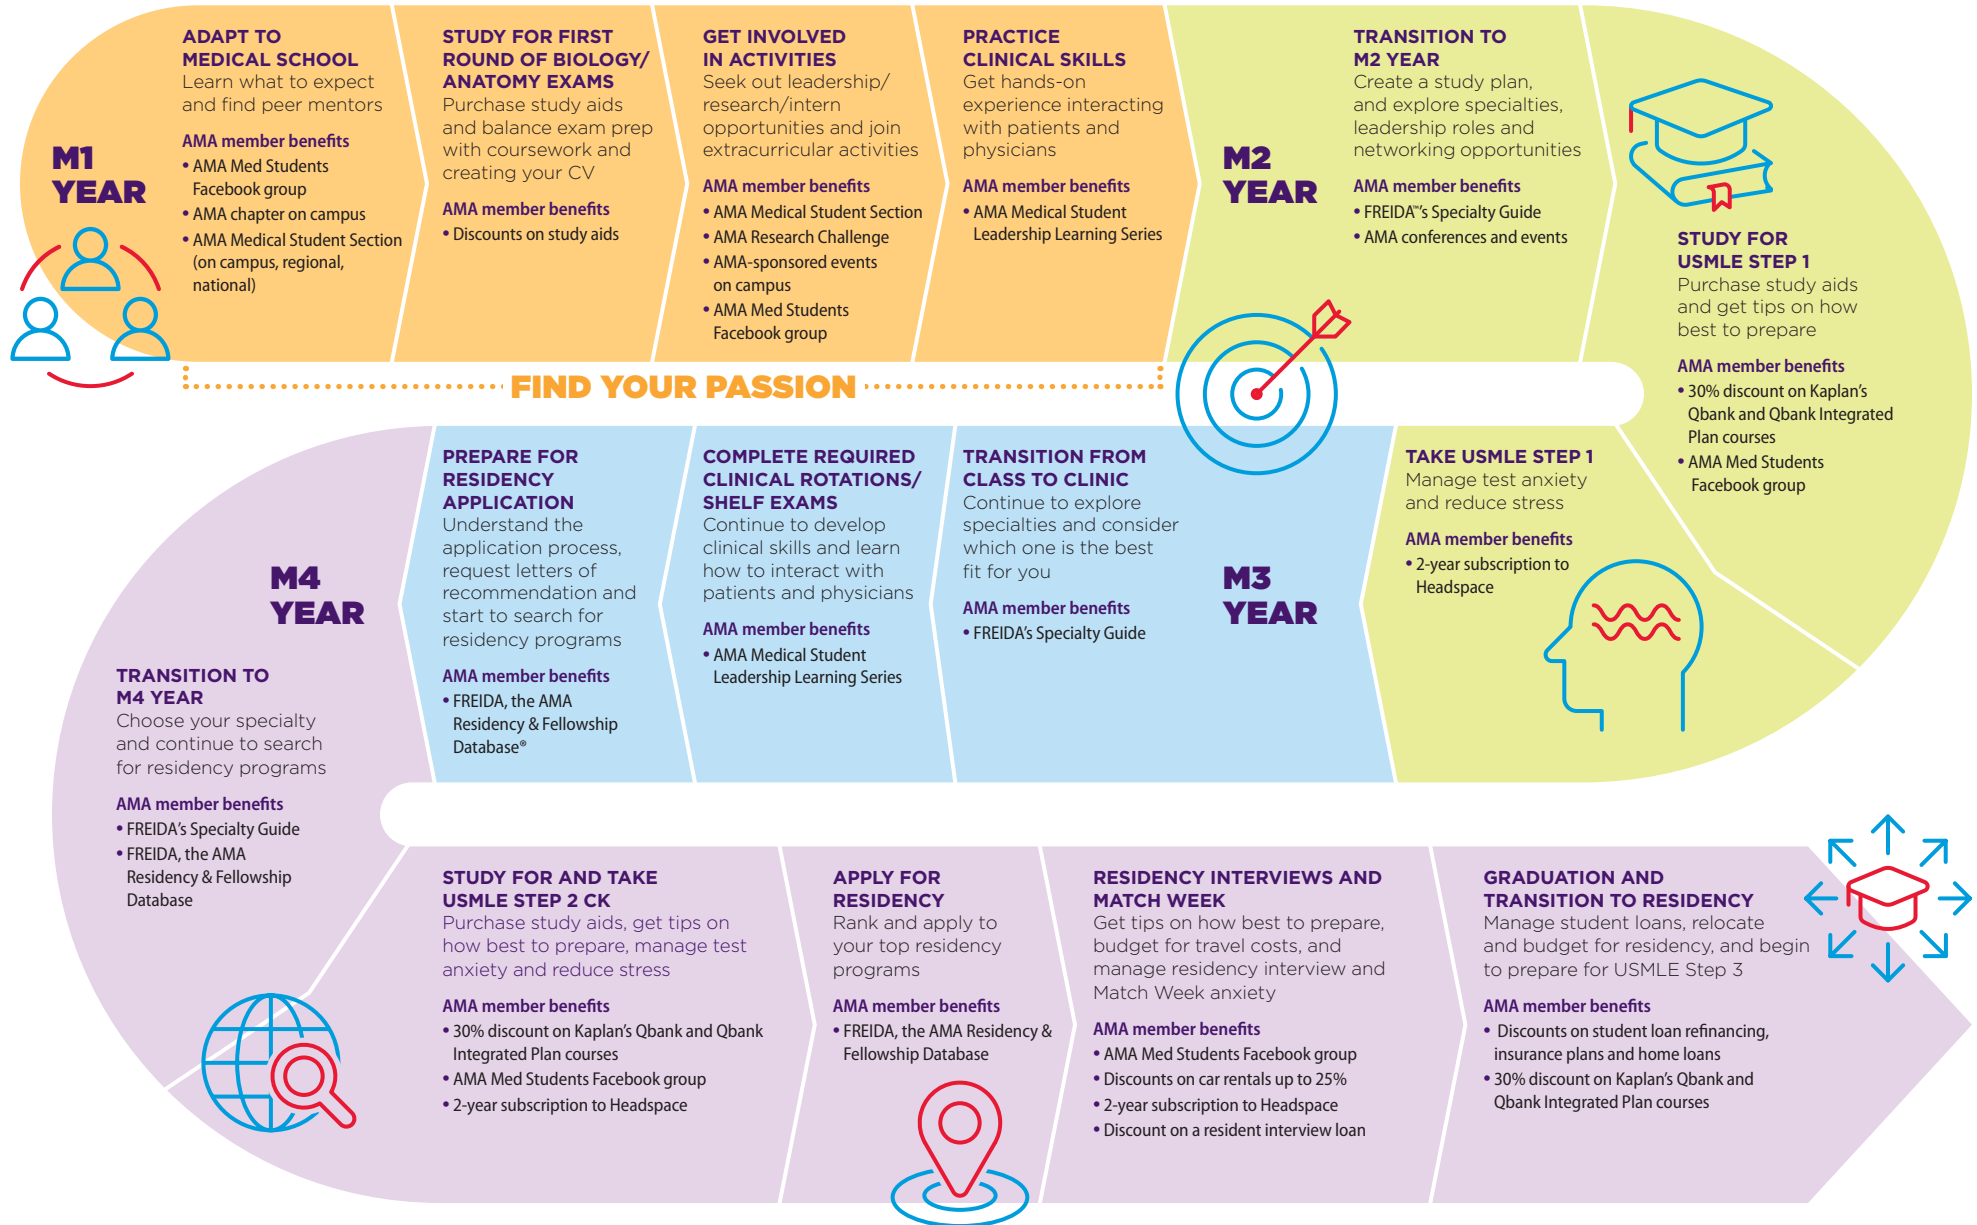 M1
YEAR
ADAPT TO
MEDICAL SCHOOL
Learn what to expect
and find peer mentors
AMA member benefits
• AMA Med Students
Facebook group
• AMA chapter on campus
• AMA Medical Student Section
(on campus, regional,
national)
STUDY FOR FIRST
ROUND OF BIOLOGY/
ANATOMY EXAMS
Purchase study aids
and balance exam prep
with coursework and
creating your CV
AMA member benefits
• Discounts on study aids
GET INVOLVED
IN ACTIVITIES
Seek out leadership/
research/intern
opportunities and join
extracurricular activities
AMA member benefits
• AMA Medical Student Section
• AMA Research Challenge
• AMA-sponsored events
on campus
• AMA Med Students
Facebook group
PRACTICE
CLINICAL SKILLS
Get hands-on
experience interacting
with patients and
physicians
AMA member benefits
• AMA Medical Student
Leadership Learning Series
FIND YOUR PASSION
M2
YEAR
TRANSITION TO
M2 YEAR
Create a study plan,
and explore specialties,
leadership roles and
networking opportunities
AMA member benefits
• FREIDA™'s Specialty Guide
• AMA conferences and events
STUDY FOR
USMLE STEP 1
Purchase study aids
and get tips on how
best to prepare
AMA member benefits
• 30% discount on Kaplan's
Qbank and Qbank Integrated
Plan courses
• AMA Med Students
Facebook group
TAKE USMLE STEP 1
Manage test anxiety
and reduce stress
AMA member benefits
• 2-year subscription to
Headspace
M3
YEAR
TRANSITION FROM
CLASS TO CLINIC
Continue to explore
specialties and consider
which one is the best
fit for you
AMA member benefits
• FREIDA's Specialty Guide
COMPLETE REQUIRED
CLINICAL ROTATIONS/
SHELF EXAMS
Continue to develop
clinical skills and learn
how to interact with
patients and physicians
AMA member benefits
• AMA Medical Student
Leadership Learning Series
PREPARE FOR
RESIDENCY
APPLICATION
Understand the
application process,
request letters of
recommendation and
start to search for
residency programs
AMA member benefits
• FREIDA, the AMA
Residency & Fellowship
Database®
M4
YEAR
TRANSITION TO
M4 YEAR
Choose your specialty
and continue to search
for residency programs
AMA member benefits
• FREIDA's Specialty Guide
• FREIDA, the AMA
Residency & Fellowship
Database
STUDY FOR AND TAKE
USMLE STEP 2 CK
Purchase study aids, get tips on
how best to prepare, manage test
anxiety and reduce stress
AMA member benefits
• 30% discount on Kaplan's Qbank and Qbank
Integrated Plan courses
• AMA Med Students Facebook group
• 2-year subscription to Headspace
APPLY FOR
RESIDENCY
Rank and apply to
your top residency
programs
AMA member benefits
• FREIDA, the AMA Residency &
Fellowship Database
RESIDENCY INTERVIEWS AND
MATCH WEEK
Get tips on how best to prepare,
budget for travel costs, and
manage residency interview and
Match Week anxiety
AMA member benefits
• AMA Med Students Facebook group
• Discounts on car rentals up to 25%
• 2-year subscription to Headspace
• Discount on a resident interview loan
GRADUATION AND
TRANSITION TO RESIDENCY
Manage student loans, relocate
and budget for residency, and begin
to prepare for USMLE Step 3
AMA member benefits
• Discounts on student loan refinancing,
insurance plans and home loans
• 30% discount on Kaplan's Qbank and
Qbank Integrated Plan courses